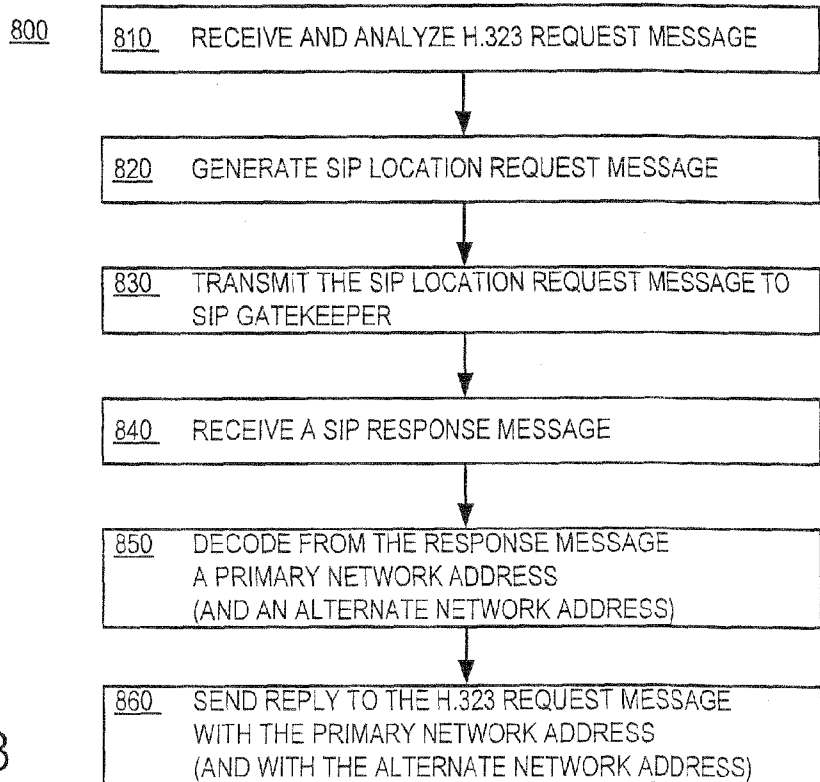 800
810 RECEIVE AND ANALYZE H.323 REQUEST MESSAGE
820 GENERATE SIP LOCATION REQUEST MESSAGE
830 TRANSMIT THE SIP LOCATION REQUEST MESSAGE TO
SIP GATEKEEPER
840 RECEIVE A SIP RESPONSE MESSAGE
850 DECODE FROM THE RESPONSE MESSAGE
A PRIMARY NETWORK ADDRESS
(AND AN ALTERNATE NETWORK ADDRESS)
860 SEND REPLY TO THE H.323 REQUEST MESSAGE
WITH THE PRIMARY NETWORK ADDRESS
(AND WITH THE ALTERNATE NETWORK ADDRESS)